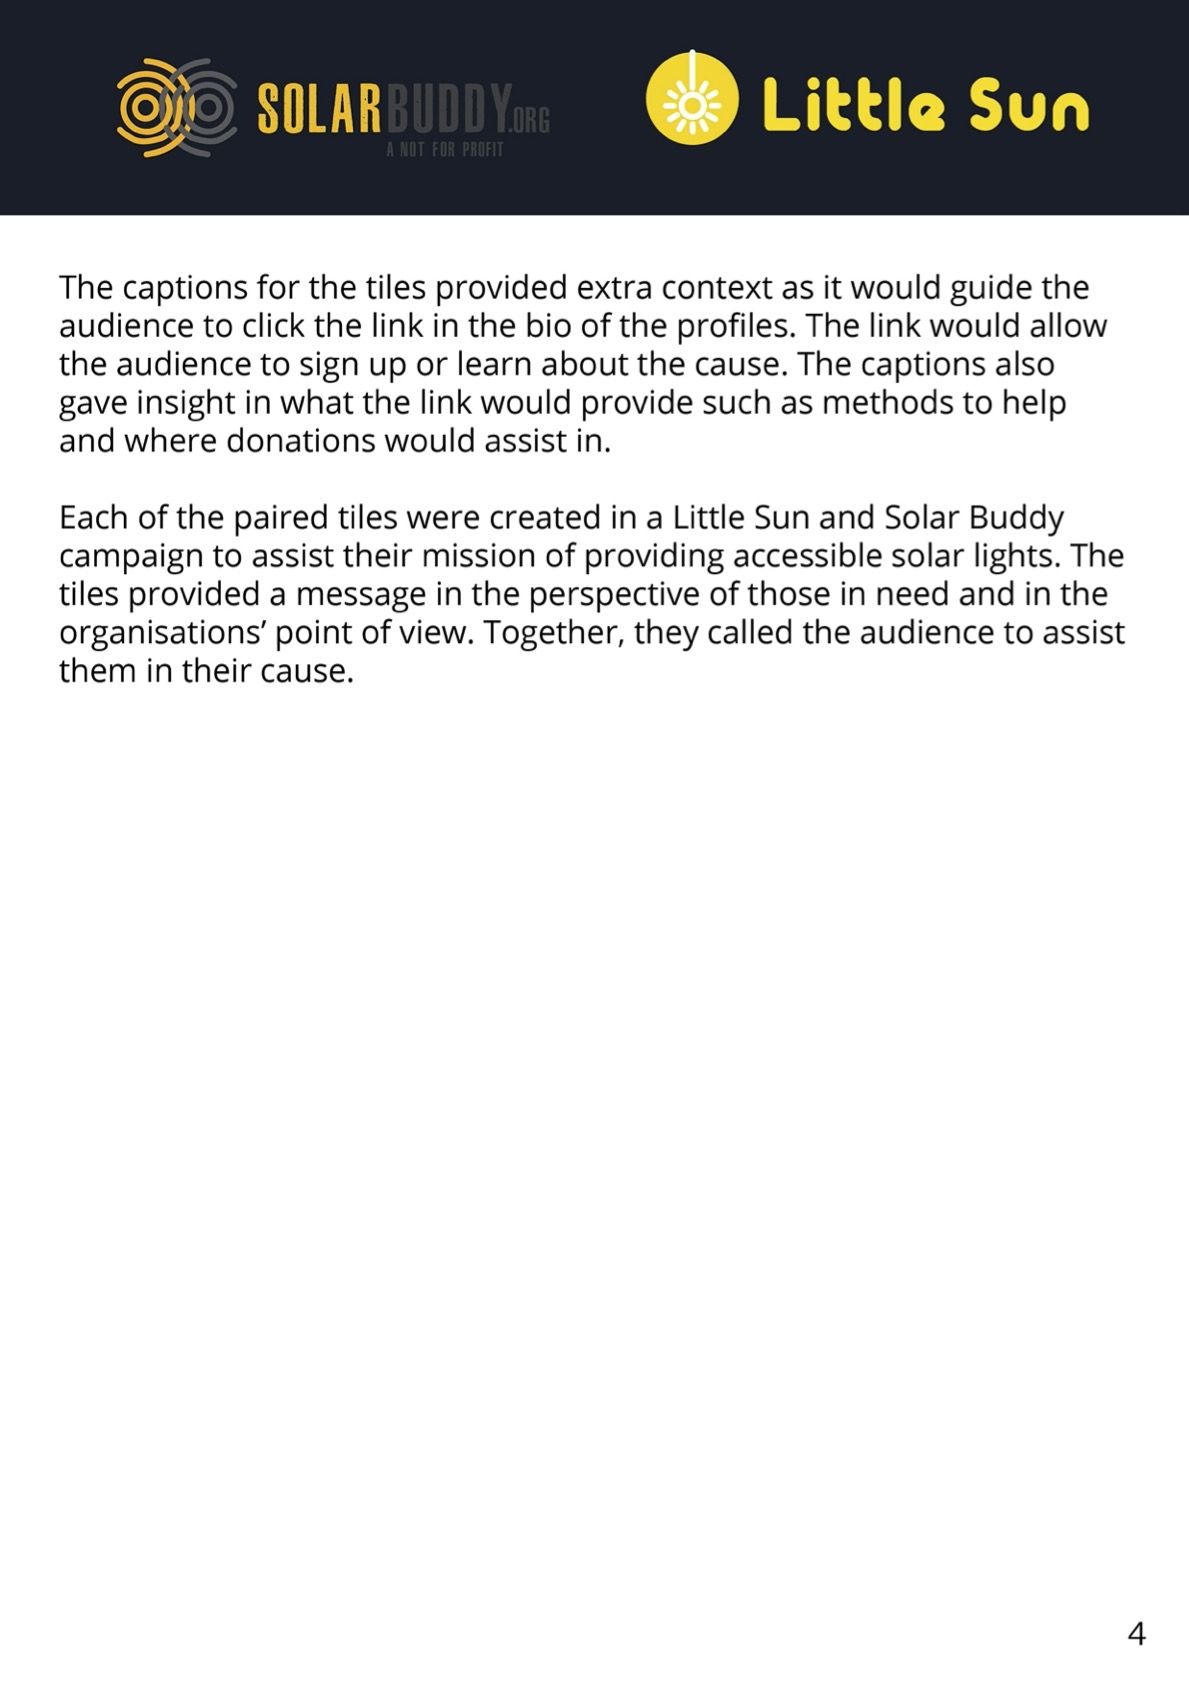 SOLARBUDDY.ORG
A NOT FOR PROFIT
Little Sun
The captions for the tiles provided extra context as it would guide the
audience to click the link in the bio of the profiles. The link would allow
the audience to sign up or learn about the cause. The captions also
gave insight in what the link would provide such as methods to help
and where donations would assist in.
Each of the paired tiles were created in a Little Sun and Solar Buddy
campaign to assist their mission of providing accessible solar lights. The
tiles provided a message in the perspective of those in need and in the
organisations’ point of view. Together, they called the audience to assist
them in their cause.
4